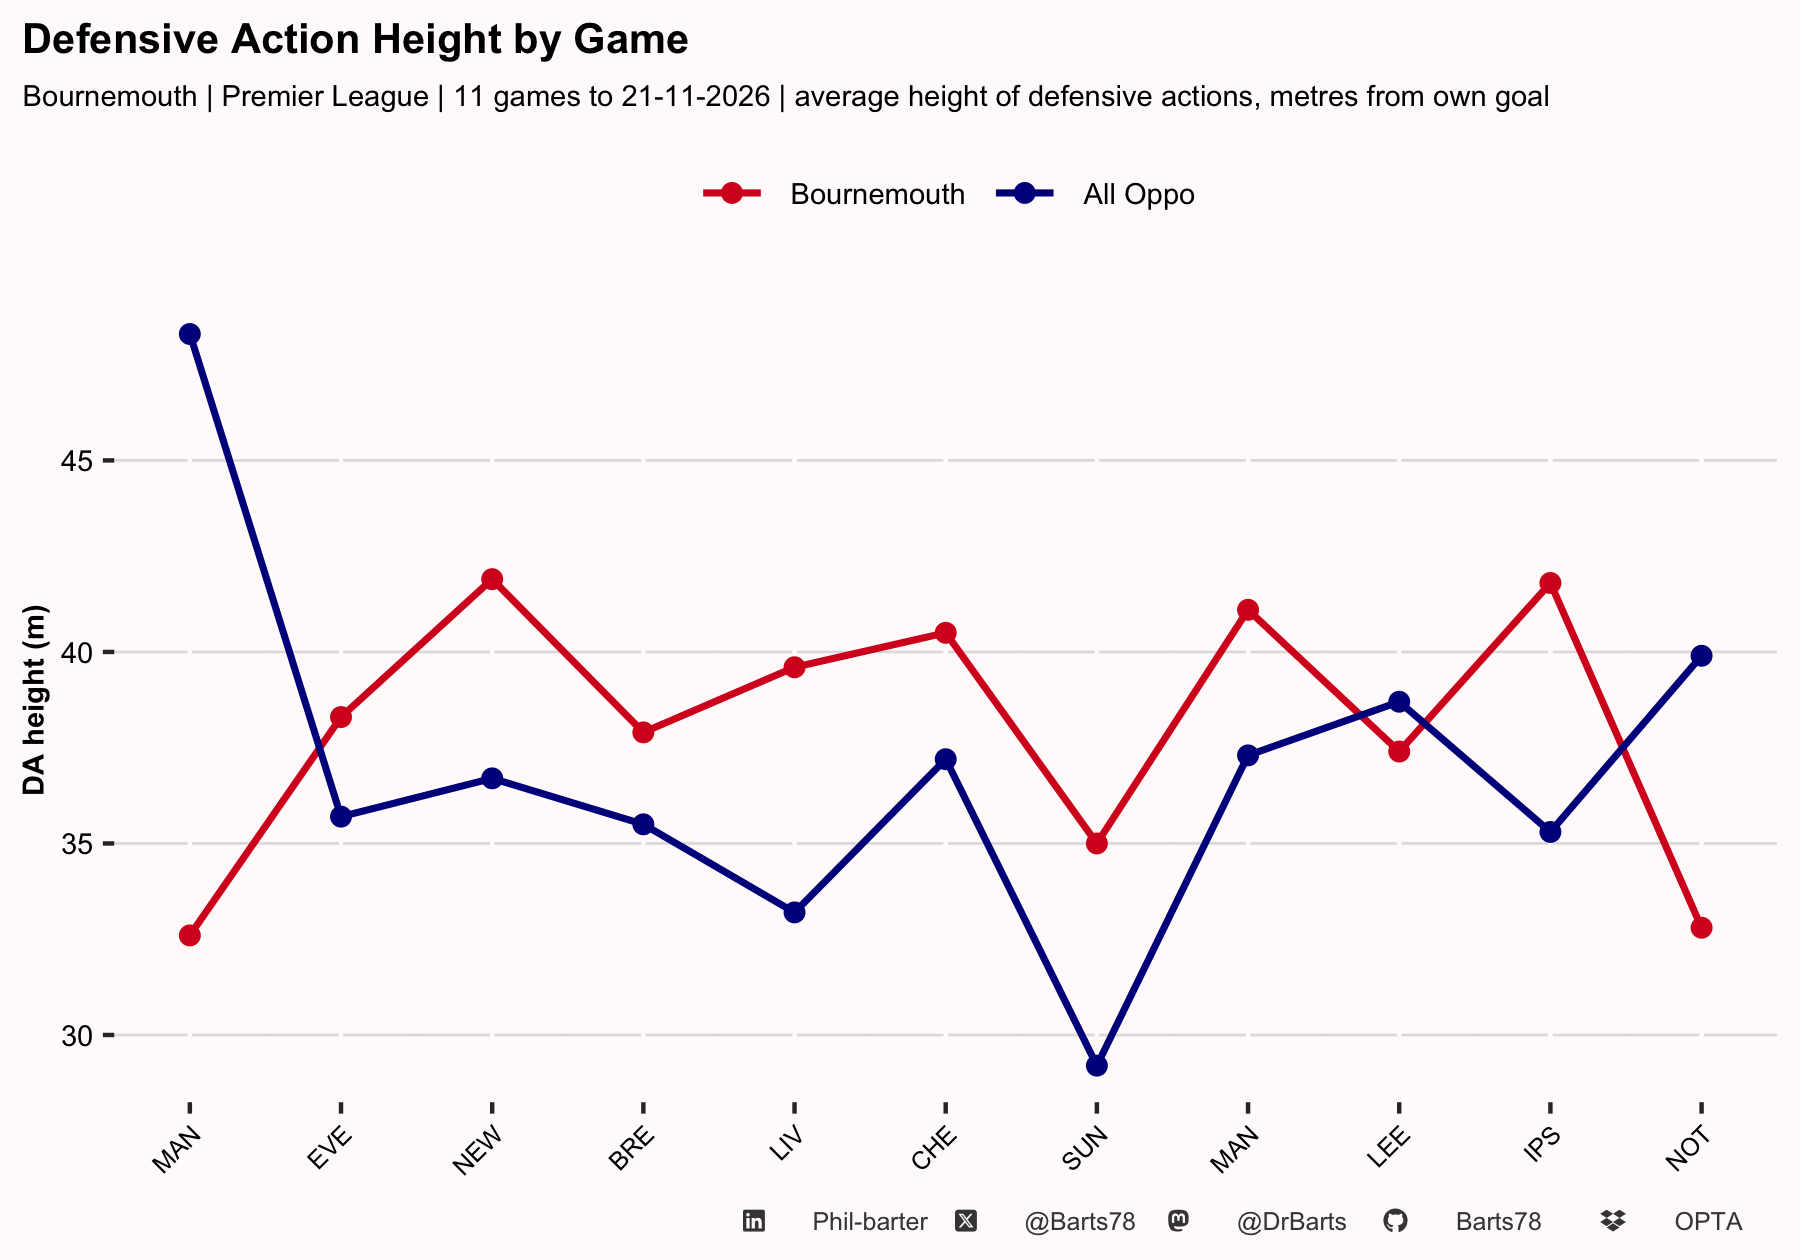 Defensive Action Height by Game
Bournemouth | Premier League | 11 games to 21-11-2026 | average height of defensive actions, metres from own goal
Bournemouth All Oppo
DA height (m)
45
40
35
30
MAN EVE NEW BRE LIV CHE SUN MAN LEE IPS NOT
Phil-barter @Barts78 @DrBarts Barts78 OPTA